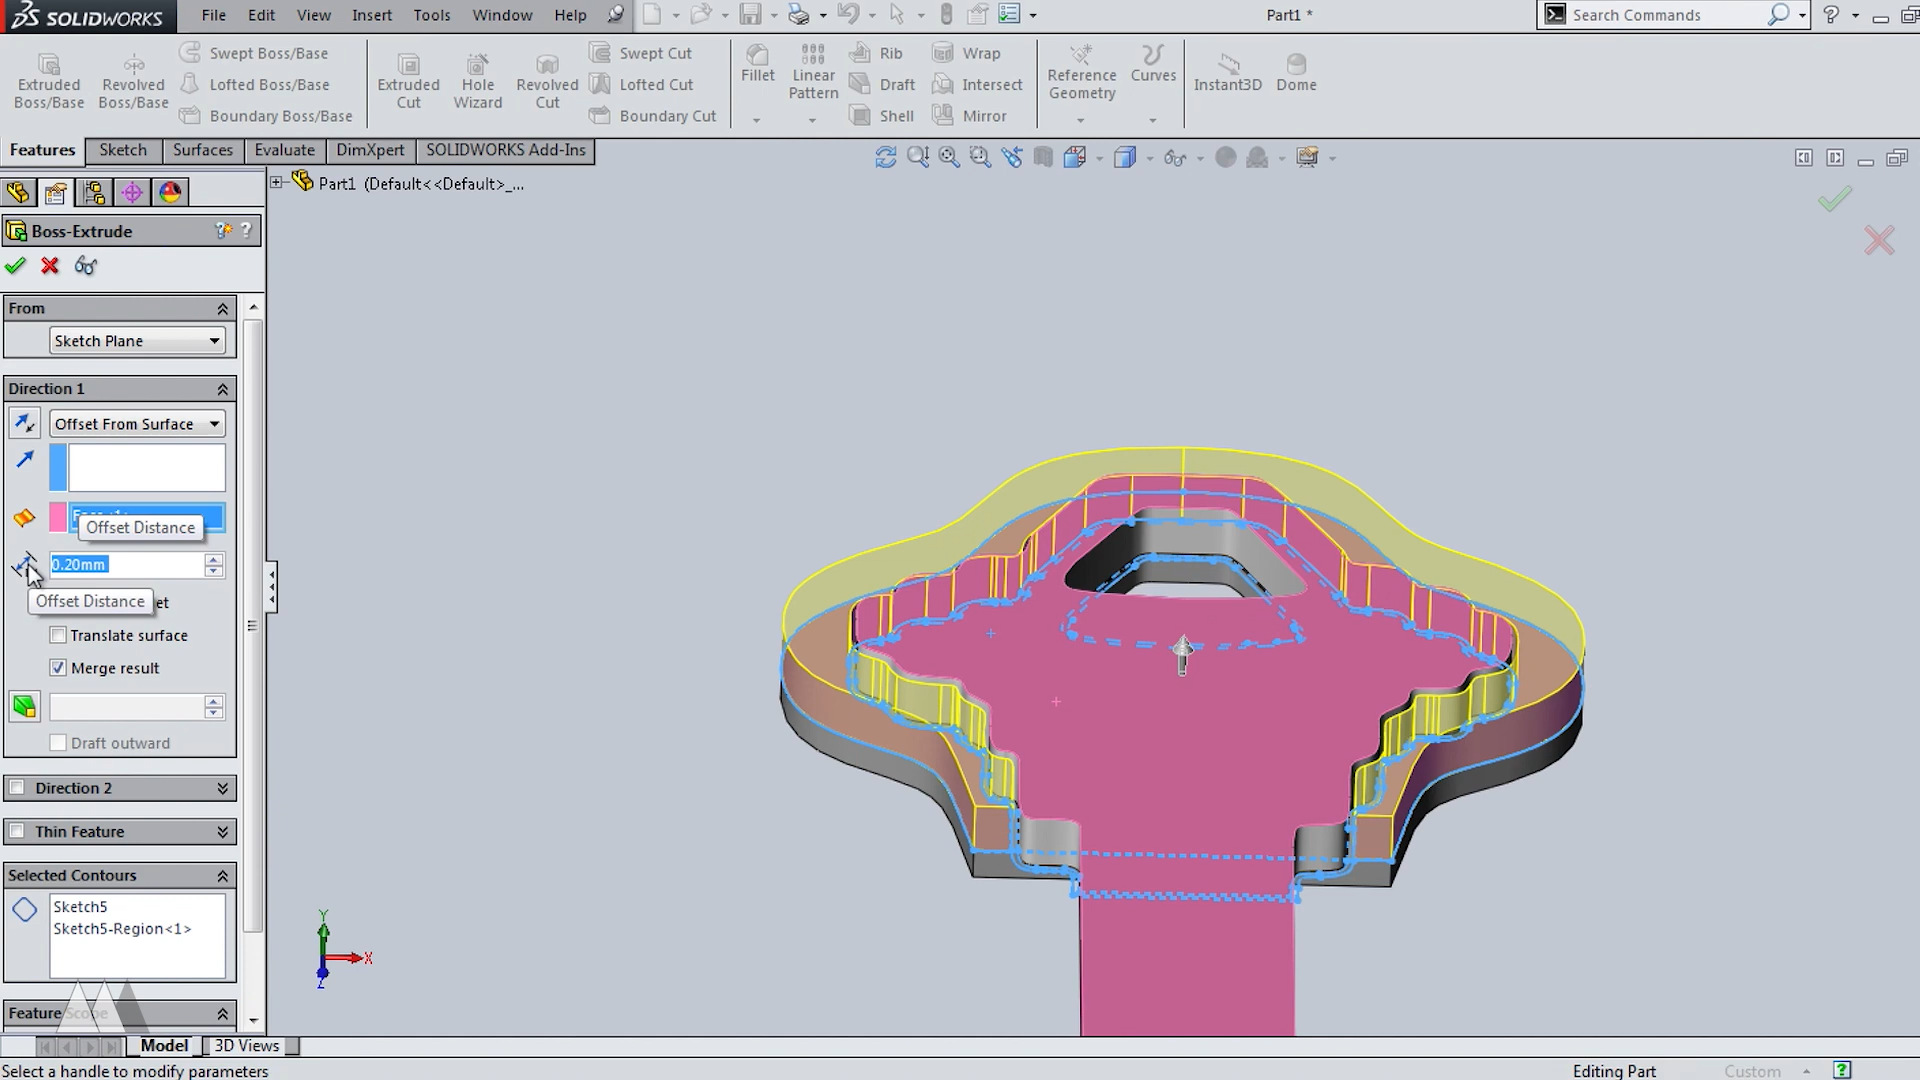 SOLIDWORKS File Edit View Insert Tools Window Help Part1 * Search Commands ?
Extruded Boss/Base
Revolved Boss/Base
Swept Boss/Base
Lofted Boss/Base
Boundary Boss/Base
Extruded Cut
Hole Wizard
Revolved Cut
Swept Cut
Lofted Cut
Boundary Cut
Fillet
Linear Pattern
Rib
Draft
Shell
Wrap
Intersect
Mirror
Reference Geometry
Curves
Instant3D
Dome
Features Sketch Surfaces Evaluate DimXpert SOLIDWORKS Add-Ins
Part1 (Default<<Default>_...
Boss-Extrude ? ?
From
Sketch Plane
Direction 1
Offset From Surface
Offset Distance
0.20mm
Offset Distance
et
Translate surface
Merge result
Draft outward
Direction 2
Thin Feature
Selected Contours
Sketch5
Sketch5-Region<1>
Feature Scope
Y
X
Z
Model 3D Views
Select a handle to modify parameters Editing Part Custom ?